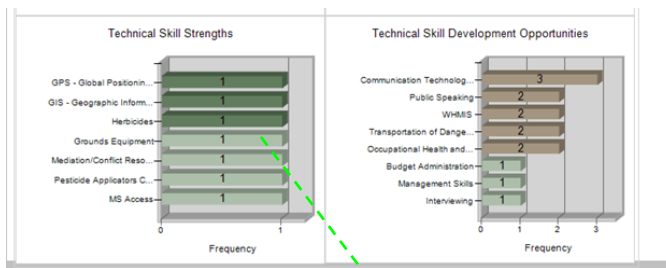 Technical Skill Strengths
GPS - Global Positionin...
1
GIS - Geographic Inform...
1
Herbicides
1
Grounds Equipment
1
Mediation/Conflict Reso...
1
Pesticide Applicators C...
1
MS Access
1
0
1
Frequency
Technical Skill Development Opportunities
Communication Technolog...
3
Public Speaking
2
WHMIS
2
Transportation of Dange...
2
Occupational Health and...
2
Budget Administration
1
Management Skills
1
Interviewing
1
0
1
2
3
Frequency